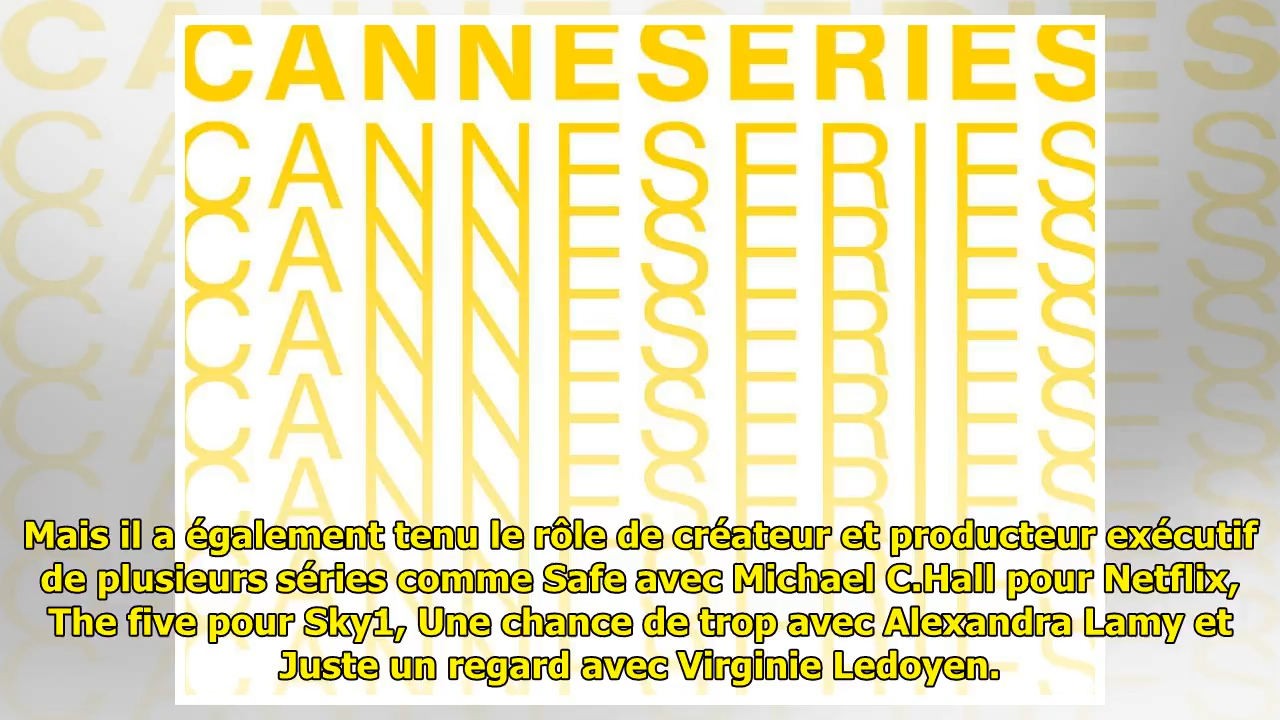 CANNESERIES
CANNESERIES
CANNESERIES
CANNESERIES
CANNESERIES
CANNESERIES
Mais il a également tenu le rôle de créateur et producteur exécutif
de plusieurs séries comme Safe avec Michael C.Hall pour Netflix,
The five pour Sky1, Une chance de trop avec Alexandra Lamy et
Juste un regard avec Virginie Ledoyen.